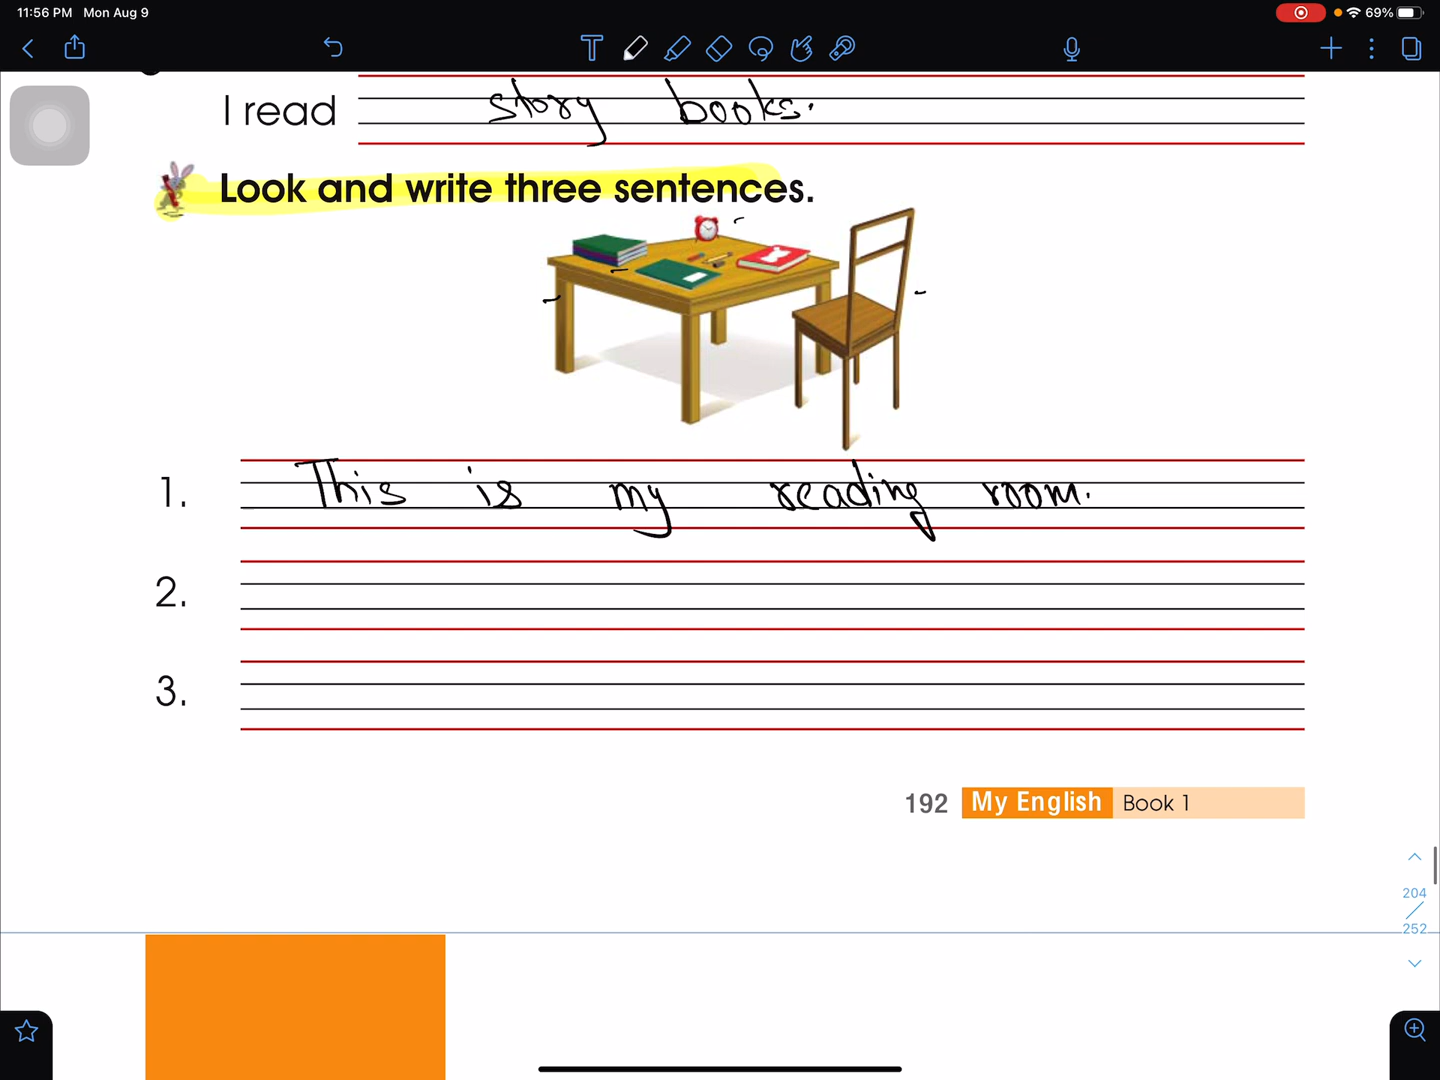 11:56 PM Mon Aug 9 69%
T
I read story books.
Look and write three sentences.
1. This is my reading room.
2.
3.
192 My English Book 1
204
252